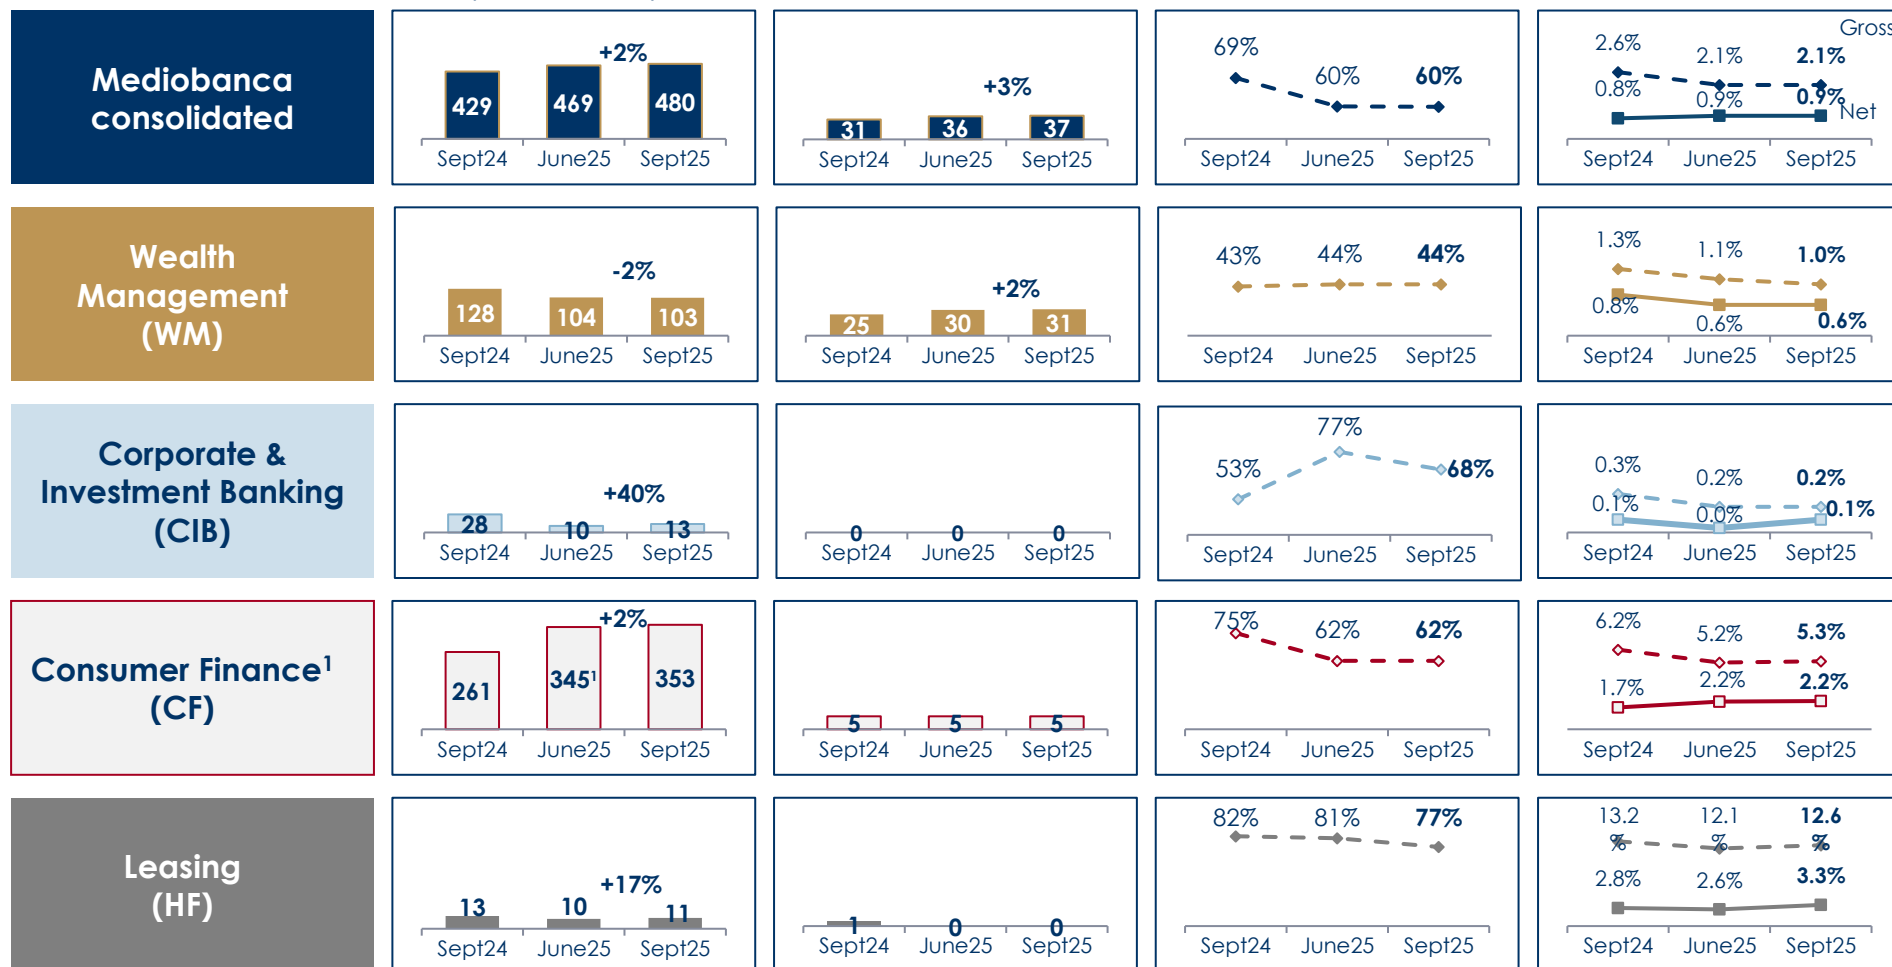 Mediobanca
consolidated
+2%
429 469 480
Sept24 June25 Sept25
+3%
31 36 37
Sept24 June25 Sept25
69% 60% 60%
Sept24 June25 Sept25
Gross
2.6% 2.1% 2.1%
0.8% 0.9% 0.9%
Net
Sept24 June25 Sept25
Wealth
Management
(WM)
-2%
128 104 103
Sept24 June25 Sept25
+2%
25 30 31
Sept24 June25 Sept25
43% 44% 44%
Sept24 June25 Sept25
1.3% 1.1% 1.0%
0.8% 0.6% 0.6%
Sept24 June25 Sept25
Corporate &
Investment Banking
(CIB)
+40%
28 10 13
Sept24 June25 Sept25
0 0 0
Sept24 June25 Sept25
53% 77% 68%
Sept24 June25 Sept25
0.3% 0.2% 0.2%
0.1% 0.0% 0.1%
Sept24 June25 Sept25
Consumer Finance¹
(CF)
+2%
261 345¹ 353
Sept24 June25 Sept25
5 5 5
Sept24 June25 Sept25
75% 62% 62%
Sept24 June25 Sept25
6.2% 5.2% 5.3%
1.7% 2.2% 2.2%
Sept24 June25 Sept25
Leasing
(HF)
+17%
13 10 11
Sept24 June25 Sept25
1 0 0
Sept24 June25 Sept25
82% 81% 77%
Sept24 June25 Sept25
13.2 12.1 12.6
% % %
2.8% 2.6% 3.3%
Sept24 June25 Sept25